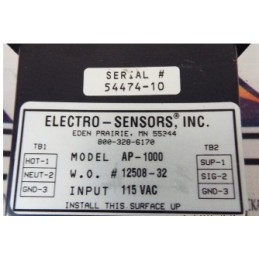 SERIAL #
54474-10
ELECTRO-SENSORS®, INC.
EDEN PRAIRIE, MN 55344
800-328-6170
TB1 TB2
HOT-1 MODEL AP-1000 SUP-1
NEUT-2 W.O. # 12508-32 SIG-2
GND-3 INPUT 115 VAC GND-3
INSTALL THIS SURFACE UP